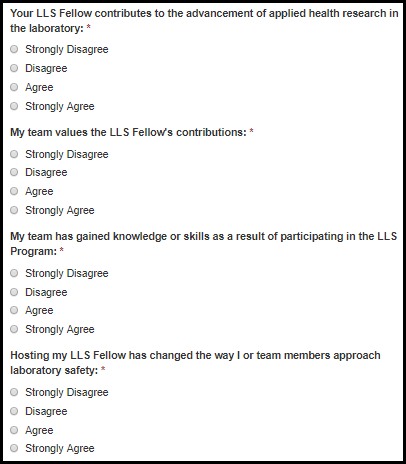 Your LLS Fellow contributes to the advancement of applied health research in
the laboratory: *
Strongly Disagree
Disagree
Agree
Strongly Agree
My team values the LLS Fellow's contributions: *
Strongly Disagree
Disagree
Agree
Strongly Agree
My team has gained knowledge or skills as a result of participating in the LLS
Program: *
Strongly Disagree
Disagree
Agree
Strongly Agree
Hosting my LLS Fellow has changed the way I or team members approach
laboratory safety: *
Strongly Disagree
Disagree
Agree
Strongly Agree